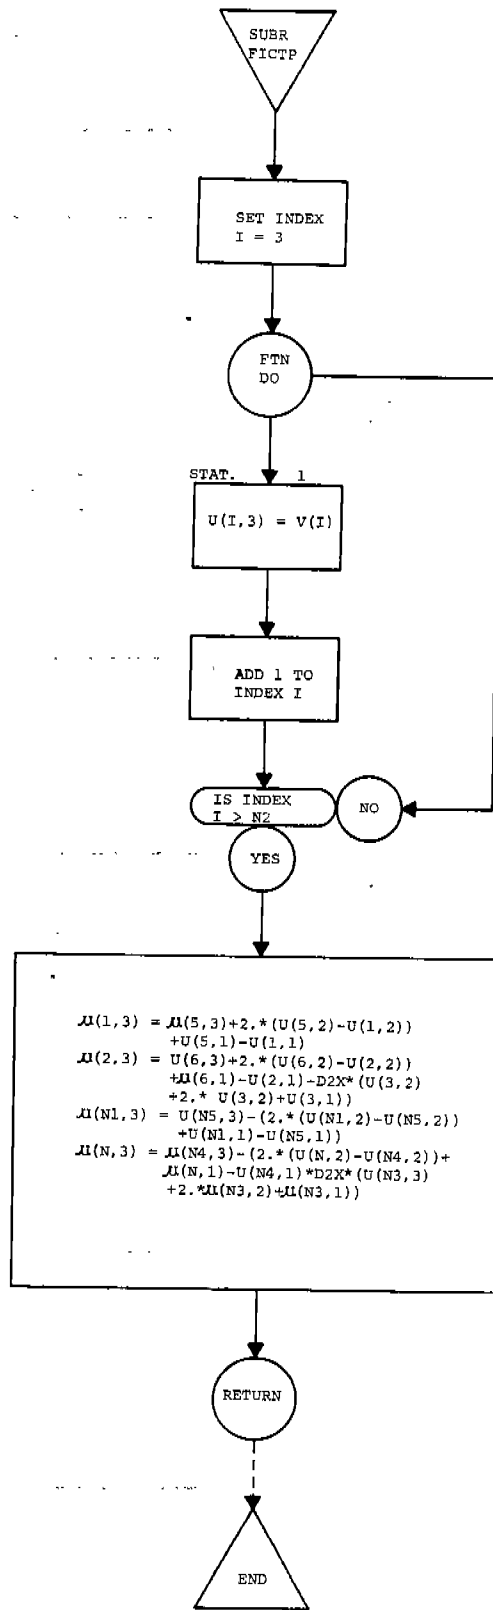 SUBR
FICTP
SET INDEX
I = 3
FTN
DO
STAT. 1
U(I,3) = V(I)
ADD 1 TO
INDEX I
IS INDEX
I > N2
NO
YES
μ(1,3) = μ(5,3)+2.*(U(5,2)-U(1,2))
+U(5,1)-U(1,1)
μ(2,3) = U(6,3)+2.*(U(6,2)-U(2,2))
+μ(6,1)-U(2,1)-D2X*(U(3,2)
+2.* U(3,2)+U(3,1))
μ(N1,3) = U(N5,3)-(2.*(U(N1,2)-U(N5,2))
+U(N1,1)-U(N5,1))
μ(N,3) = μ(N4,3)-(2.*(U(N,2)-U(N4,2))+
μ(N,1)-U(N4,1)*D2X*(U(N3,3)
+2.*μ(N3,2)+μ(N3,1))
RETURN
END